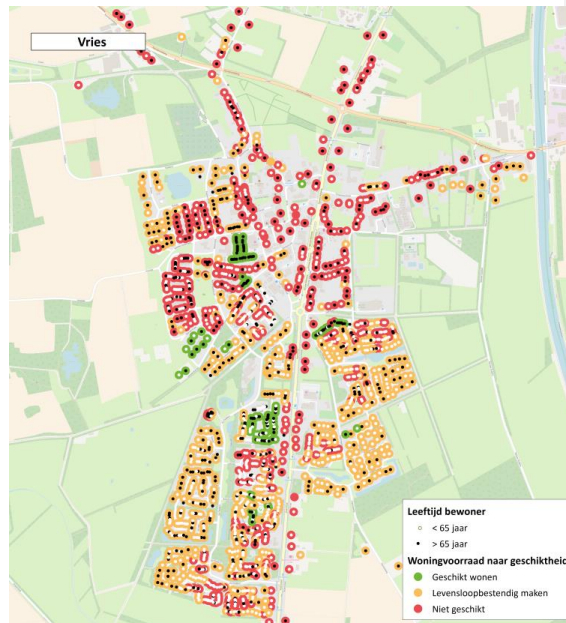 Vries
Leeftijd bewoner
< 65 jaar
> 65 jaar
Woningvoorraad naar geschiktheid
Geschikt wonen
Levensloopbestendig maken
Niet geschikt